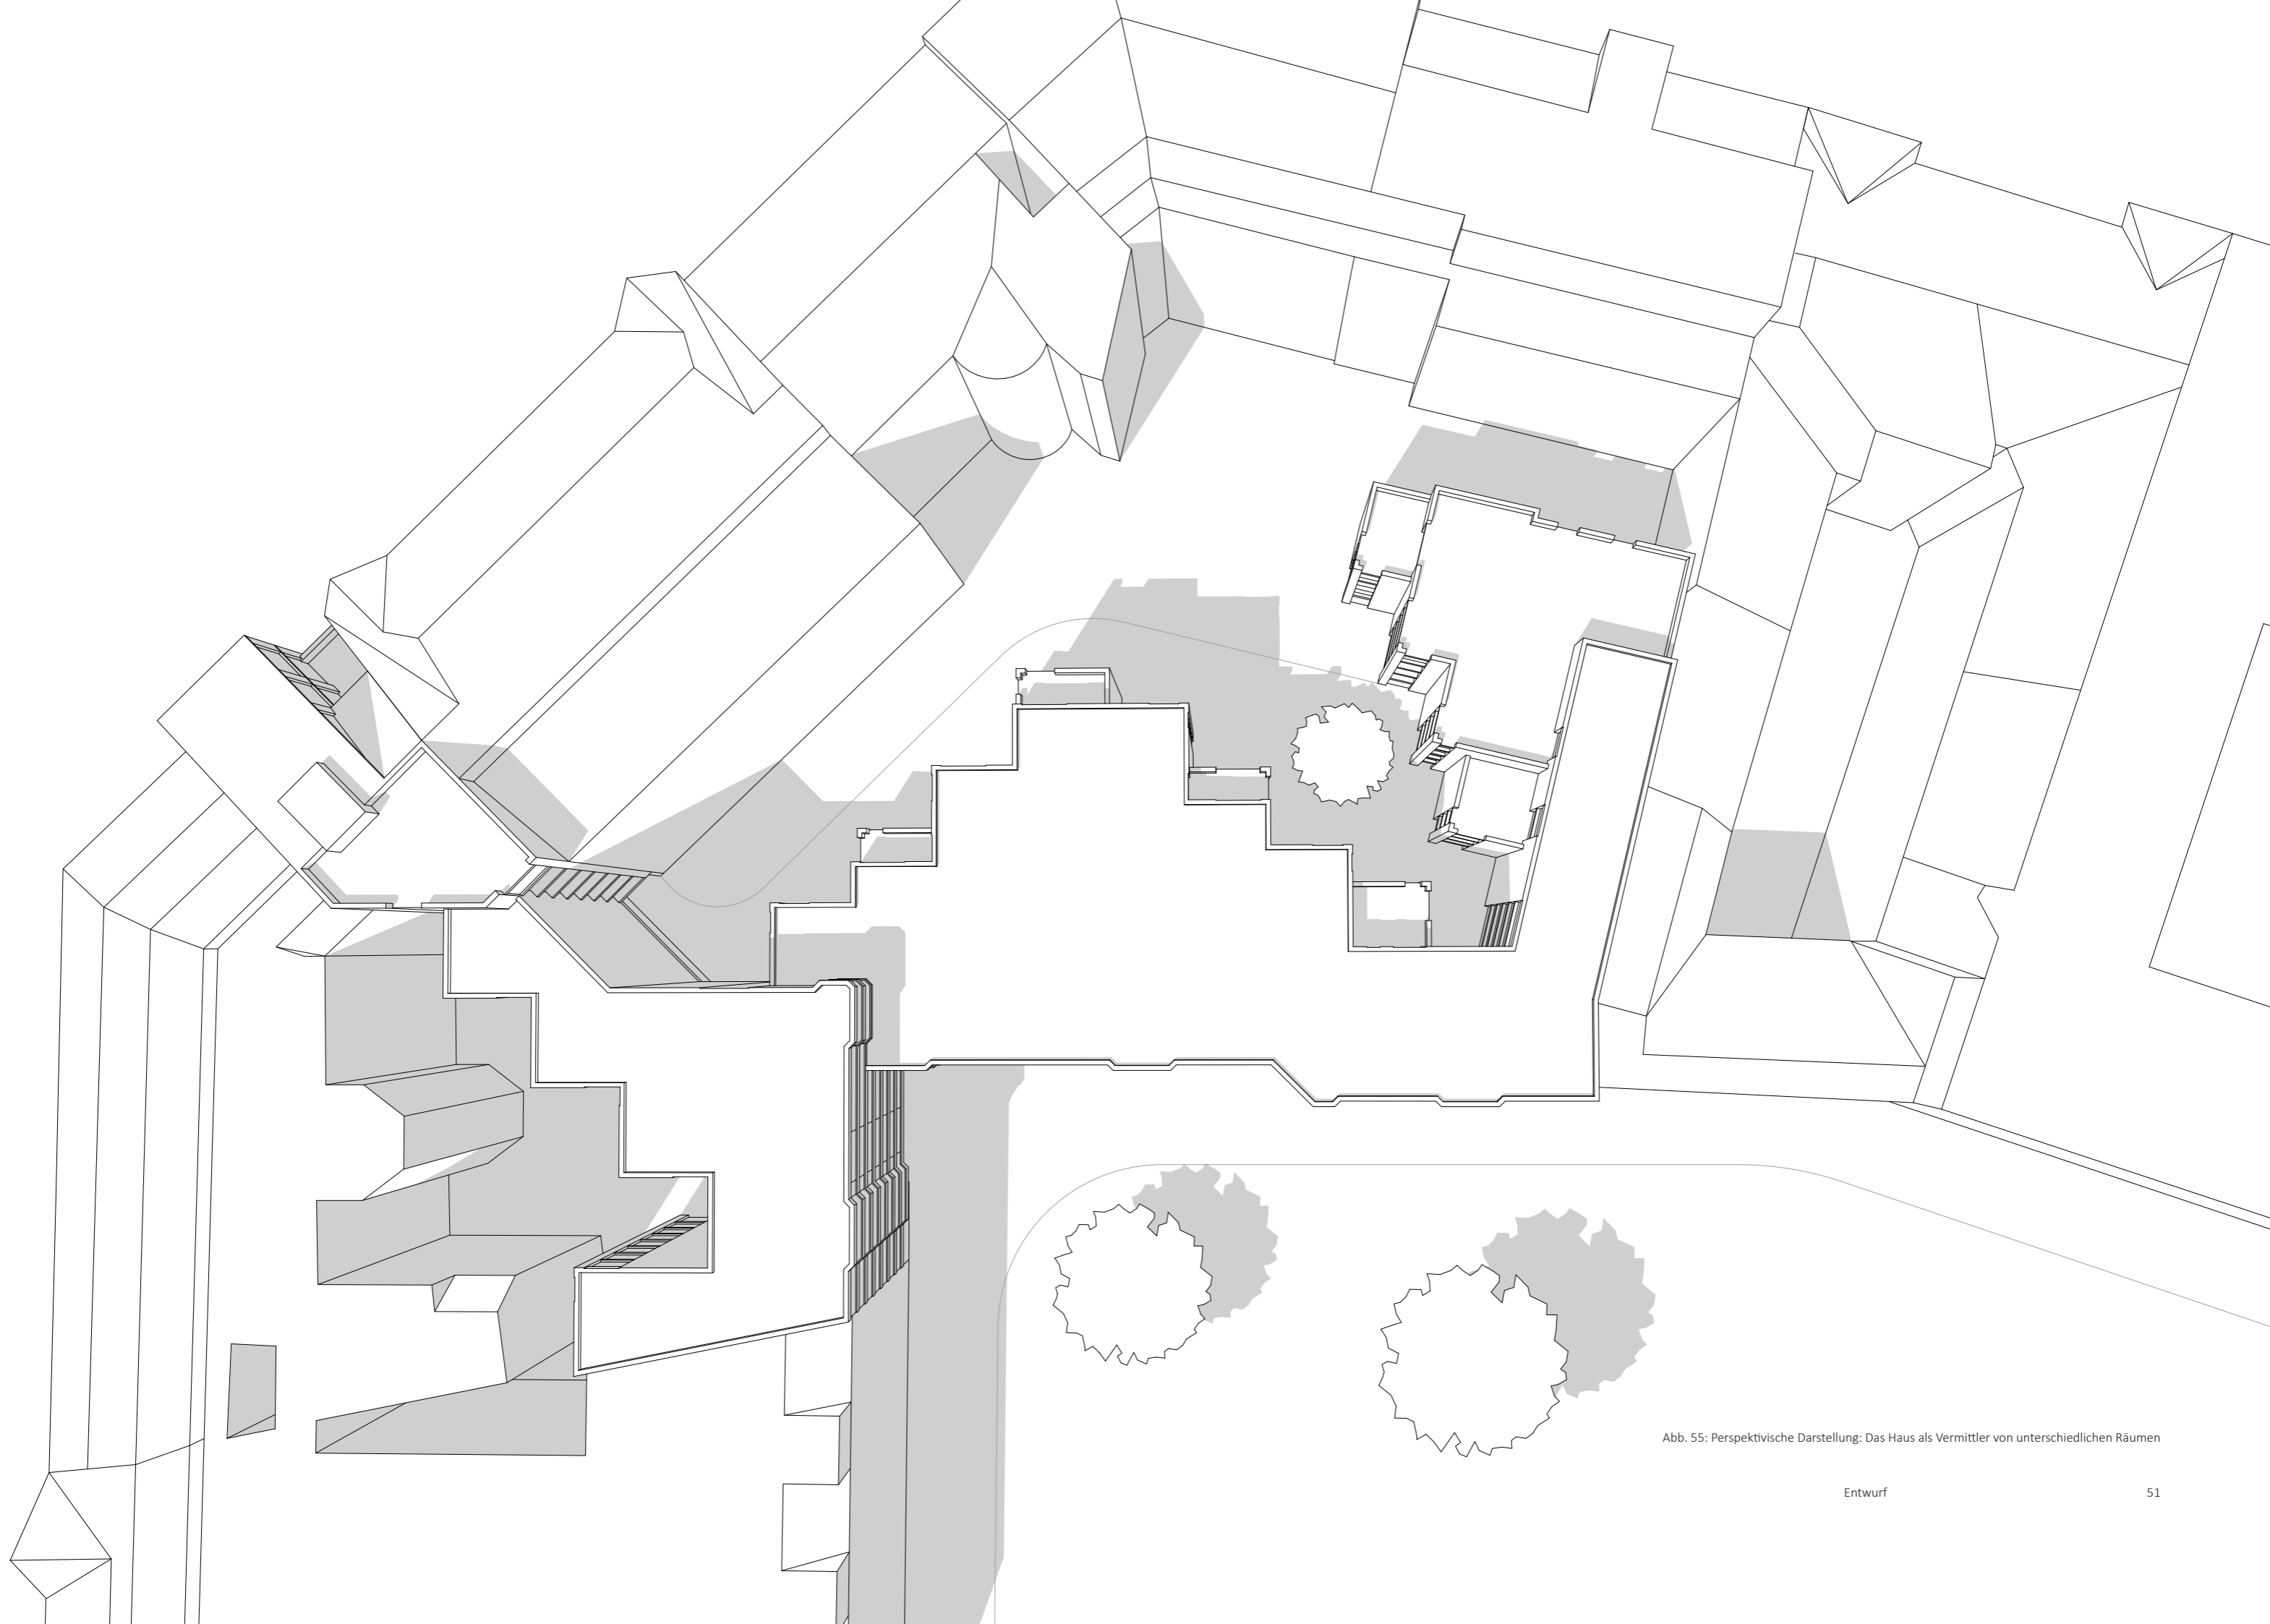 Abb. 55: Perspektivische Darstellung: Das Haus als Vermittler von unterschiedlichen Räumen
Entwurf 51